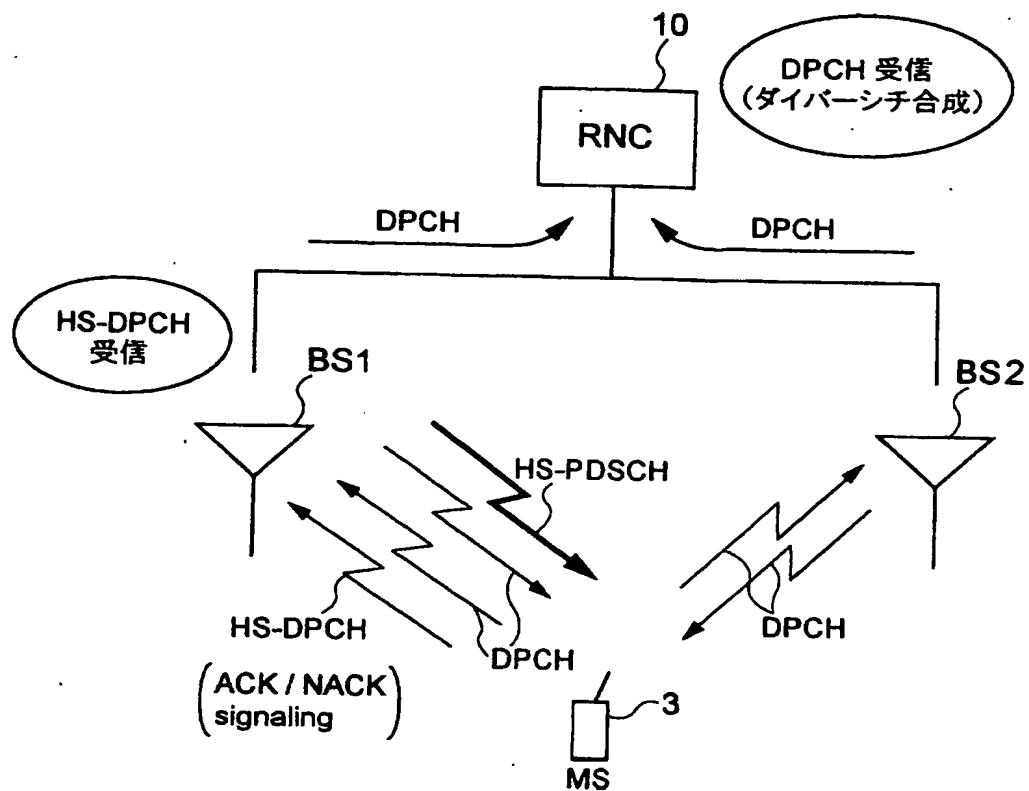 10
DPCH 受信
(ダイバーシチ合成)
RNC
DPCH
DPCH
HS-DPCH
受信
BS1
BS2
HS-PDSCH
HS-DPCH
DPCH
DPCH
(ACK / NACK
signaling)
3
MS